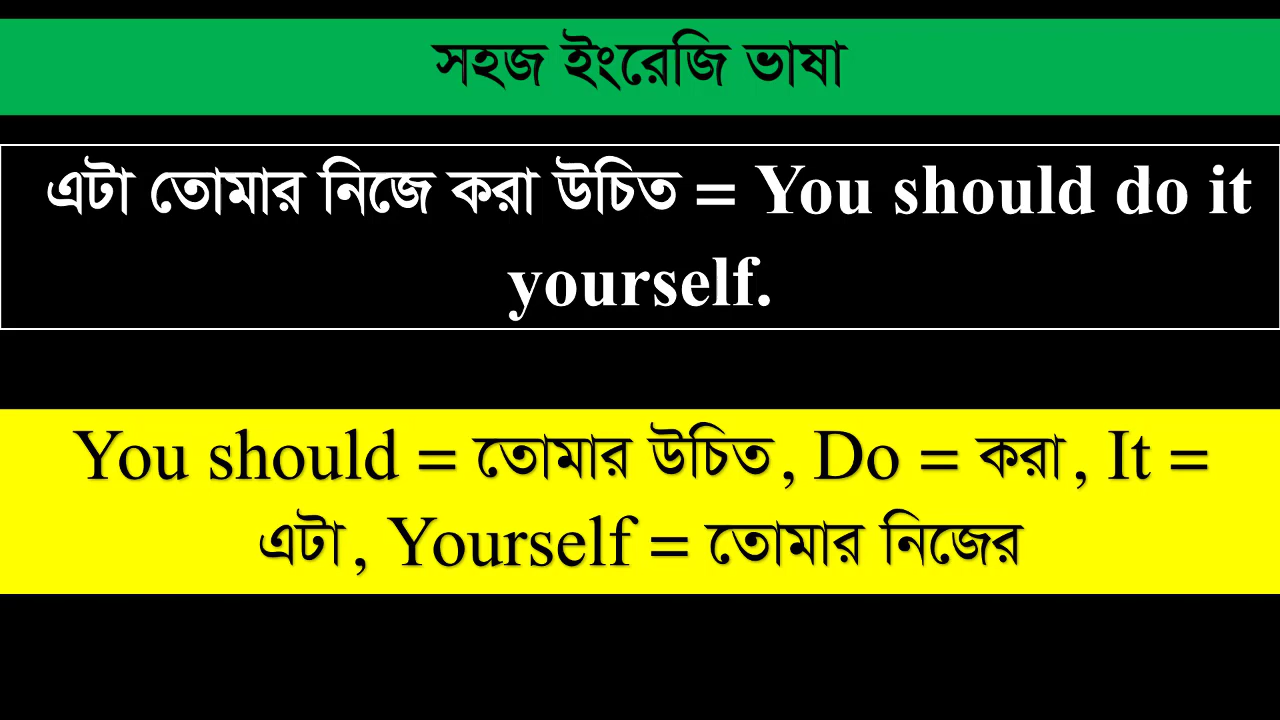 সহজ ইংরেজি ভাষা
এটা তোমার নিজে করা উচিত = You should do it
yourself.
You should = তোমার উচিত, Do = করা, It =
এটা, Yourself = তোমার নিজের